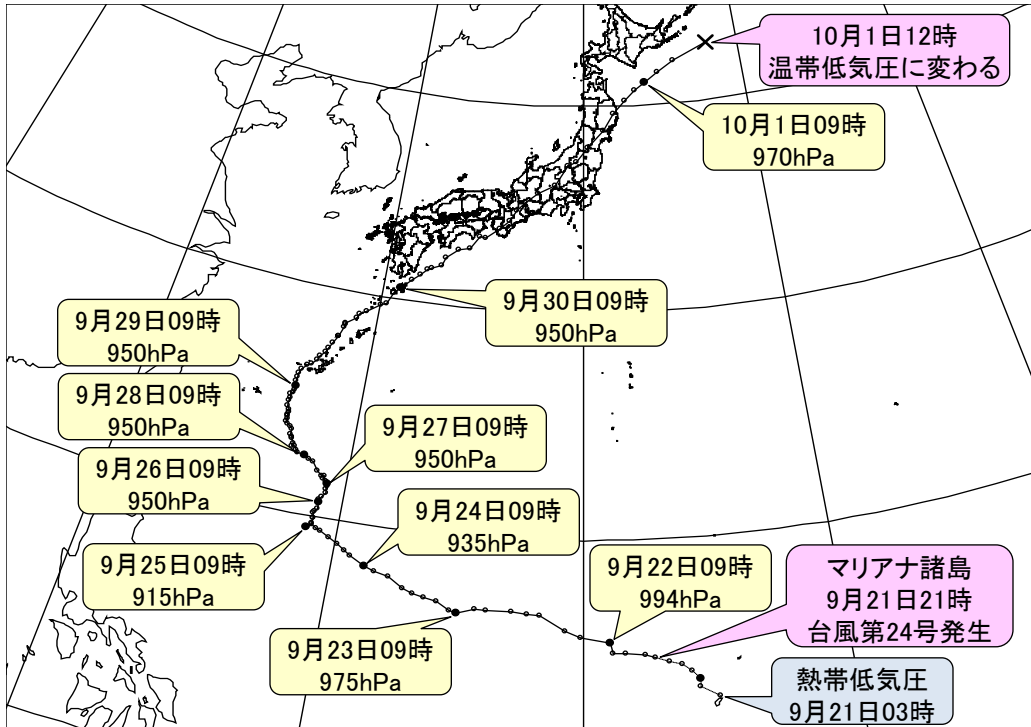 10月1日12時
温帯低気圧に変わる
10月1日09時
970hPa
9月30日09時
950hPa
9月29日09時
950hPa
9月28日09時
950hPa
9月27日09時
950hPa
9月26日09時
950hPa
9月24日09時
935hPa
9月25日09時
915hPa
9月22日09時
994hPa
マリアナ諸島
9月21日21時
台風第24号発生
9月23日09時
975hPa
熱帯低気圧
9月21日03時